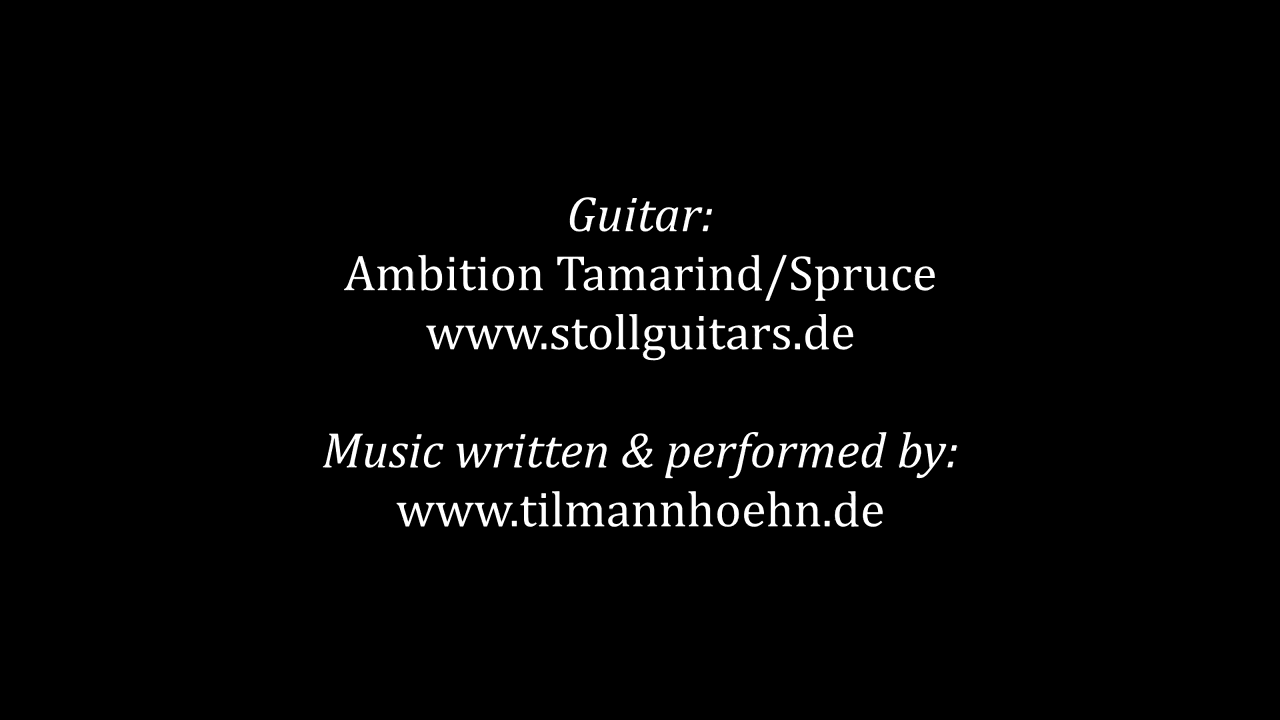 Guitar:
Ambition Tamarind/Spruce
www.stollguitars.de
Music written & performed by:
www.tilmannhoehn.de